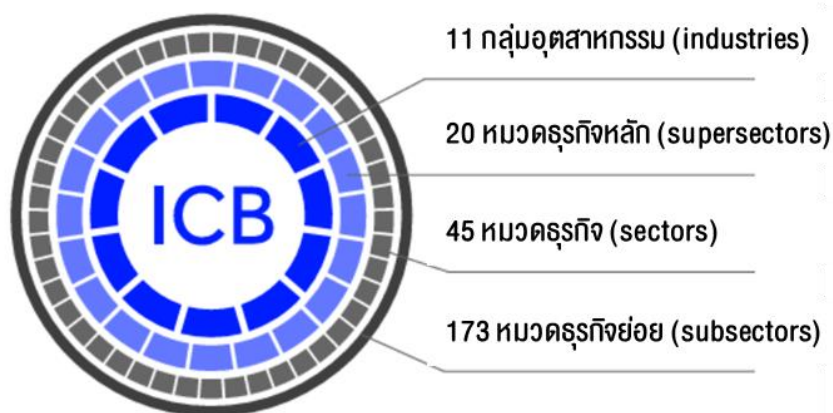 11 กลุ่มอุตสาหกรรม (industries)
20 หมวดธุรกิจหลัก (supersectors)
ICB
45 หมวดธุรกิจ (sectors)
173 หมวดธุรกิจย่อย (subsectors)